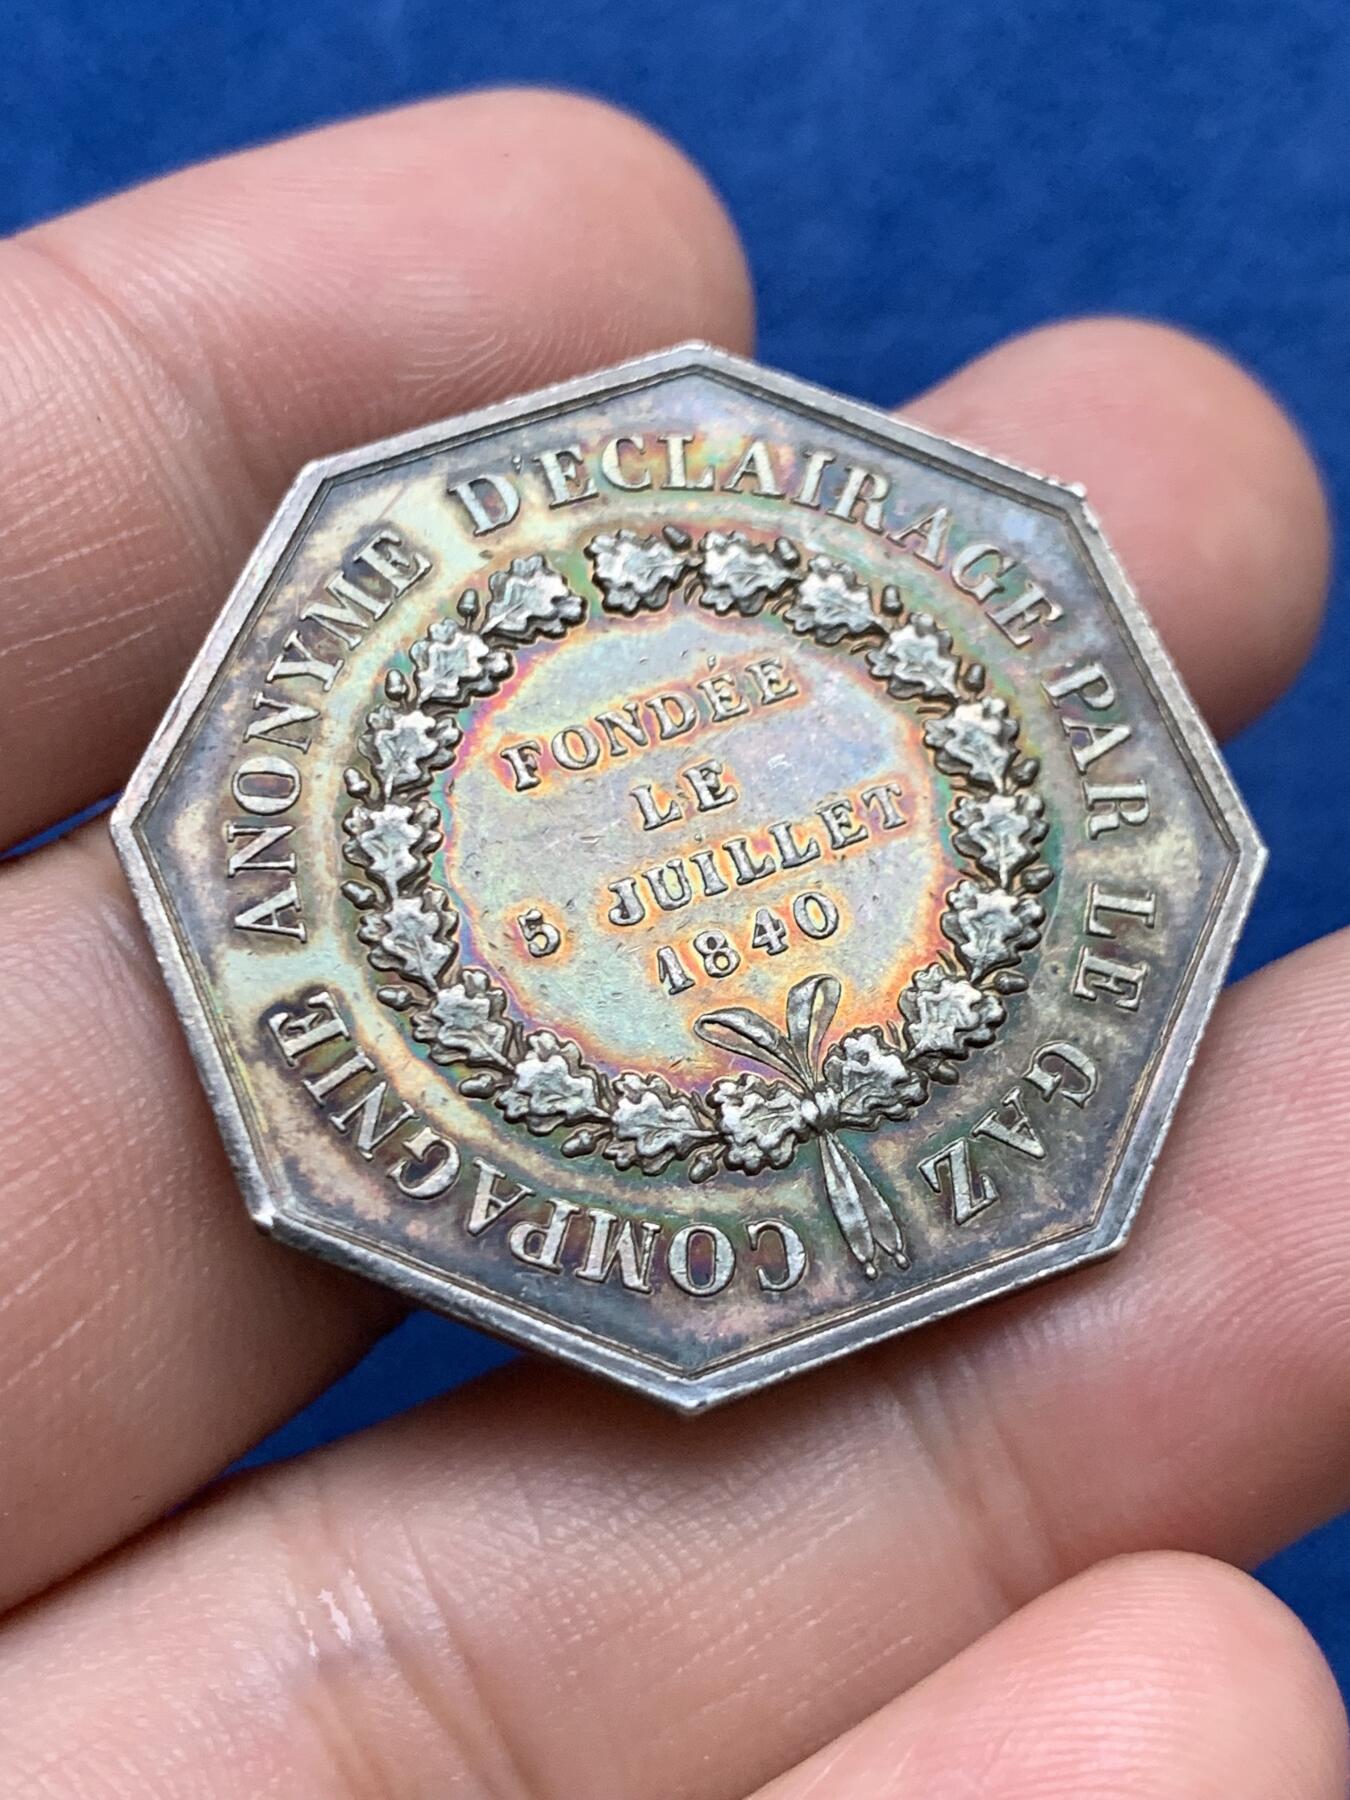 COMPAGNIE ANONYME D'ECLAIRAGE PAR LE GAZ
FONDÉE
LE
5 JUILLET
1840